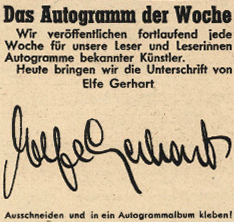 Das Autogramm der Woche
Wir veröffentlichen fortlaufend jede
Woche für unsere Leser und Leserinnen
Autogramme bekannter Künstler.
Heute bringen wir die Unterschrift von
Elfe Gerhart
Elfe Gerhart
Ausschneiden und in ein Autogrammalbum kleben!